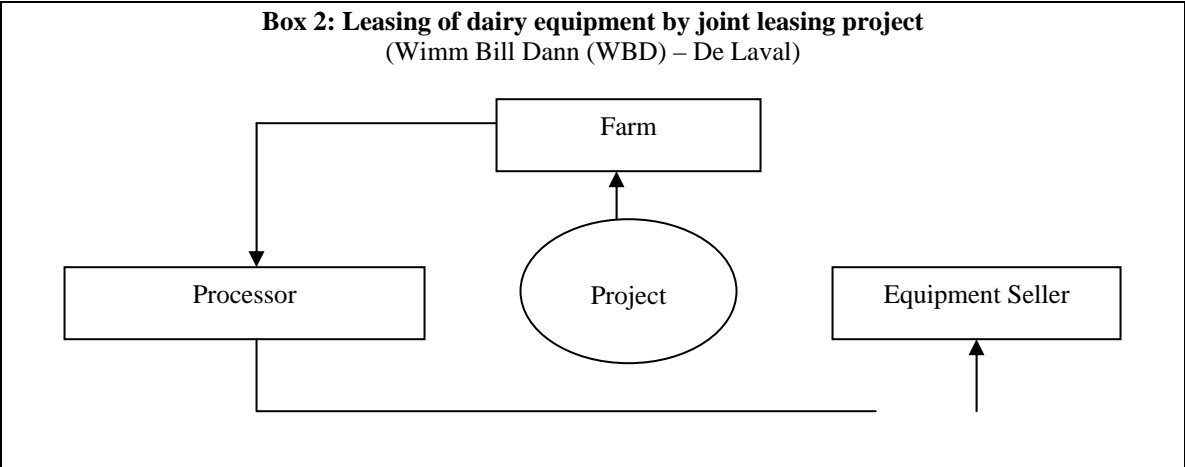 Box 2: Leasing of dairy equipment by joint leasing project
(Wimm Bill Dann (WBD) – De Laval)
Farm
Processor
Project
Equipment Seller